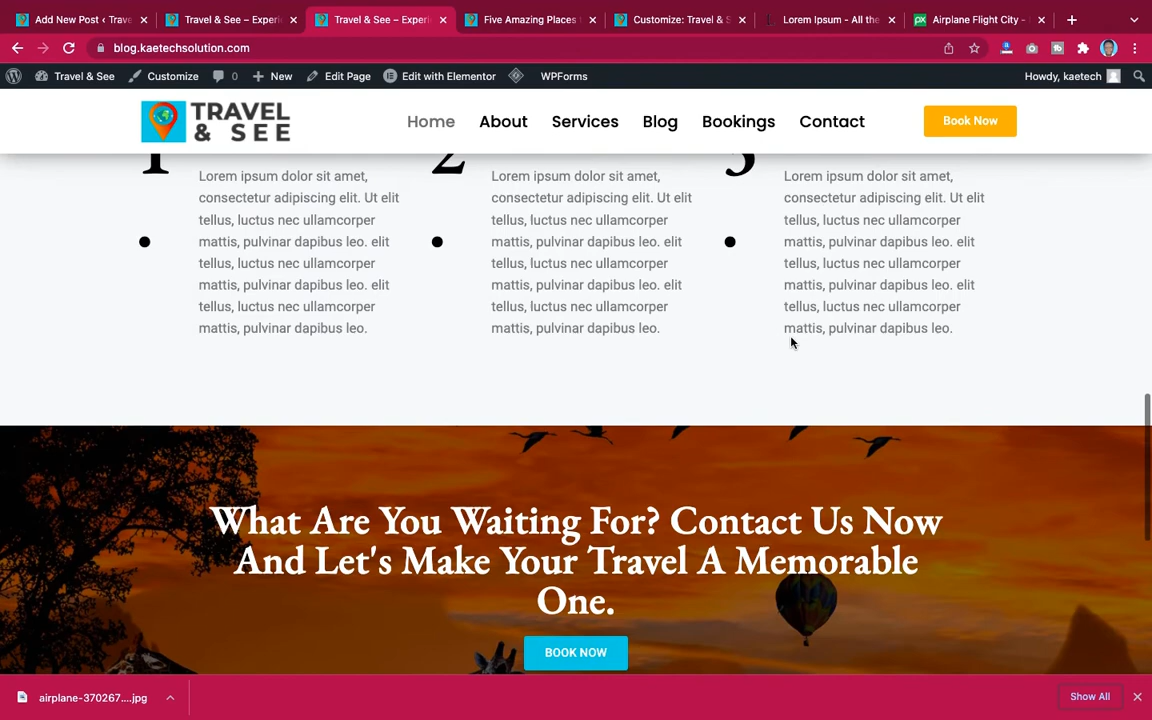 Add New Post ‹ Trave
Travel & See – Experi
Travel & See – Experi
Five Amazing Places
Customize: Travel & S
Lorem Ipsum - All the
Airplane Flight City -
blog.kaetechsolution.com
Travel & See
Customize
0
New
Edit Page
Edit with Elementor
WPForms
Howdy, kaetech
TRAVEL
& SEE
Home
About
Services
Blog
Bookings
Contact
Book Now
1
Lorem ipsum dolor sit amet,
consectetur adipiscing elit. Ut elit
tellus, luctus nec ullamcorper
mattis, pulvinar dapibus leo. elit
tellus, luctus nec ullamcorper
mattis, pulvinar dapibus leo. elit
tellus, luctus nec ullamcorper
mattis, pulvinar dapibus leo.
2
Lorem ipsum dolor sit amet,
consectetur adipiscing elit. Ut elit
tellus, luctus nec ullamcorper
mattis, pulvinar dapibus leo. elit
tellus, luctus nec ullamcorper
mattis, pulvinar dapibus leo. elit
tellus, luctus nec ullamcorper
mattis, pulvinar dapibus leo.
3
Lorem ipsum dolor sit amet,
consectetur adipiscing elit. Ut elit
tellus, luctus nec ullamcorper
mattis, pulvinar dapibus leo. elit
tellus, luctus nec ullamcorper
mattis, pulvinar dapibus leo. elit
tellus, luctus nec ullamcorper
mattis, pulvinar dapibus leo.
What Are You Waiting For? Contact Us Now
And Let's Make Your Travel A Memorable
One.
BOOK NOW
airplane-370267....jpg
Show All